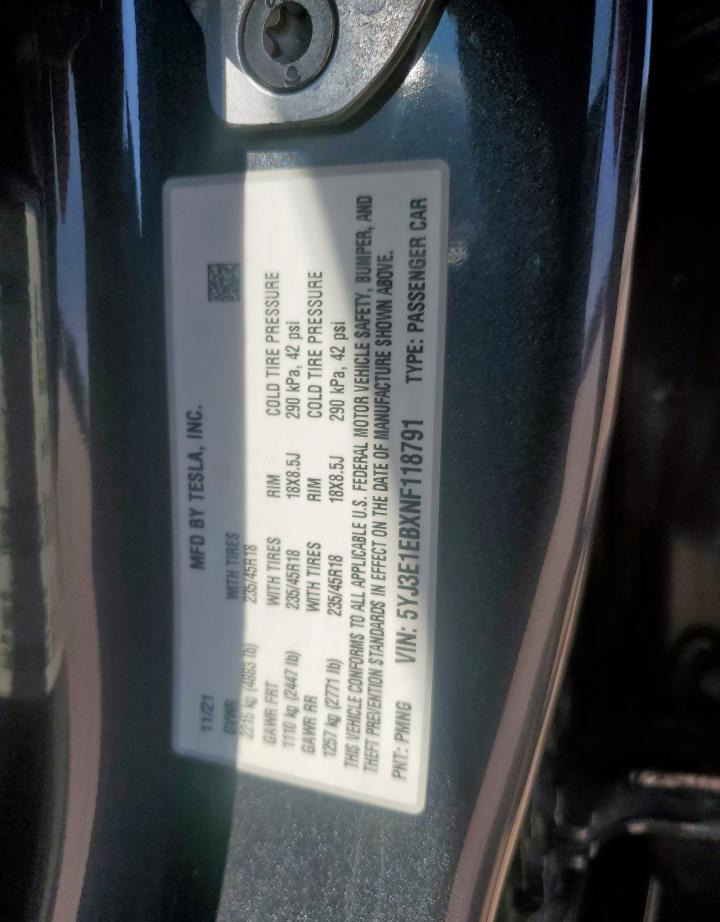 11/21 MFD BY TESLA, INC.
GVWR WITH TIRES
2215 kg (4883 lb) 235/45R18
GAWR FRT WITH TIRES RIM COLD TIRE PRESSURE
1110 kg (2447 lb) 235/45R18 18X8.5J 290 kPa, 42 psi
GAWR RR WITH TIRES RIM COLD TIRE PRESSURE
1257 kg (2771 lb) 235/45R18 18X8.5J 290 kPa, 42 psi
THIS VEHICLE CONFORMS TO ALL APPLICABLE U.S. FEDERAL MOTOR VEHICLE SAFETY, BUMPER, AND
THEFT PREVENTION STANDARDS IN EFFECT ON THE DATE OF MANUFACTURE SHOWN ABOVE.
PNT: PMNG VIN: 5YJ3E1EBXNF118791 TYPE: PASSENGER CAR